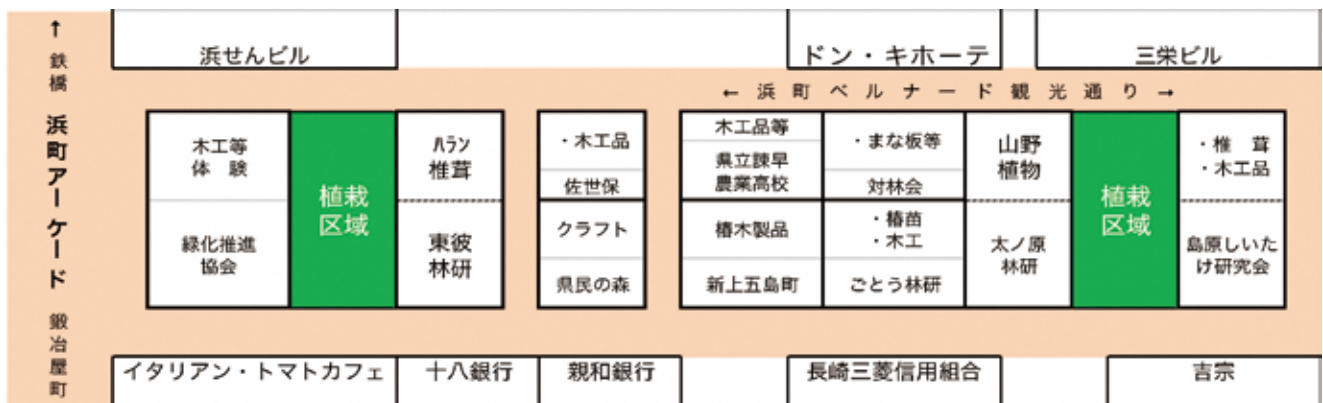 ↑
鉄橋
浜町アーケード
鍛冶屋町
浜せんビル
ドン・キホーテ
三栄ビル
← 浜町ベルナード観光通り →
木工等
体 験
緑化推進
協会
植栽
区域
ハラン
椎茸
東彼
林研
・木工品
佐世保
クラフト
県民の森
木工品等
県立諫早
農業高校
椿木製品
新上五島町
・まな板等
対林会
・椿苗
・木工
ごとう林研
山野
植物
太ノ原
林研
植栽
区域
・椎 茸
・木工品
島原しいた
け研究会
イタリアン・トマトカフェ
十八銀行
親和銀行
長崎三菱信用組合
吉宗